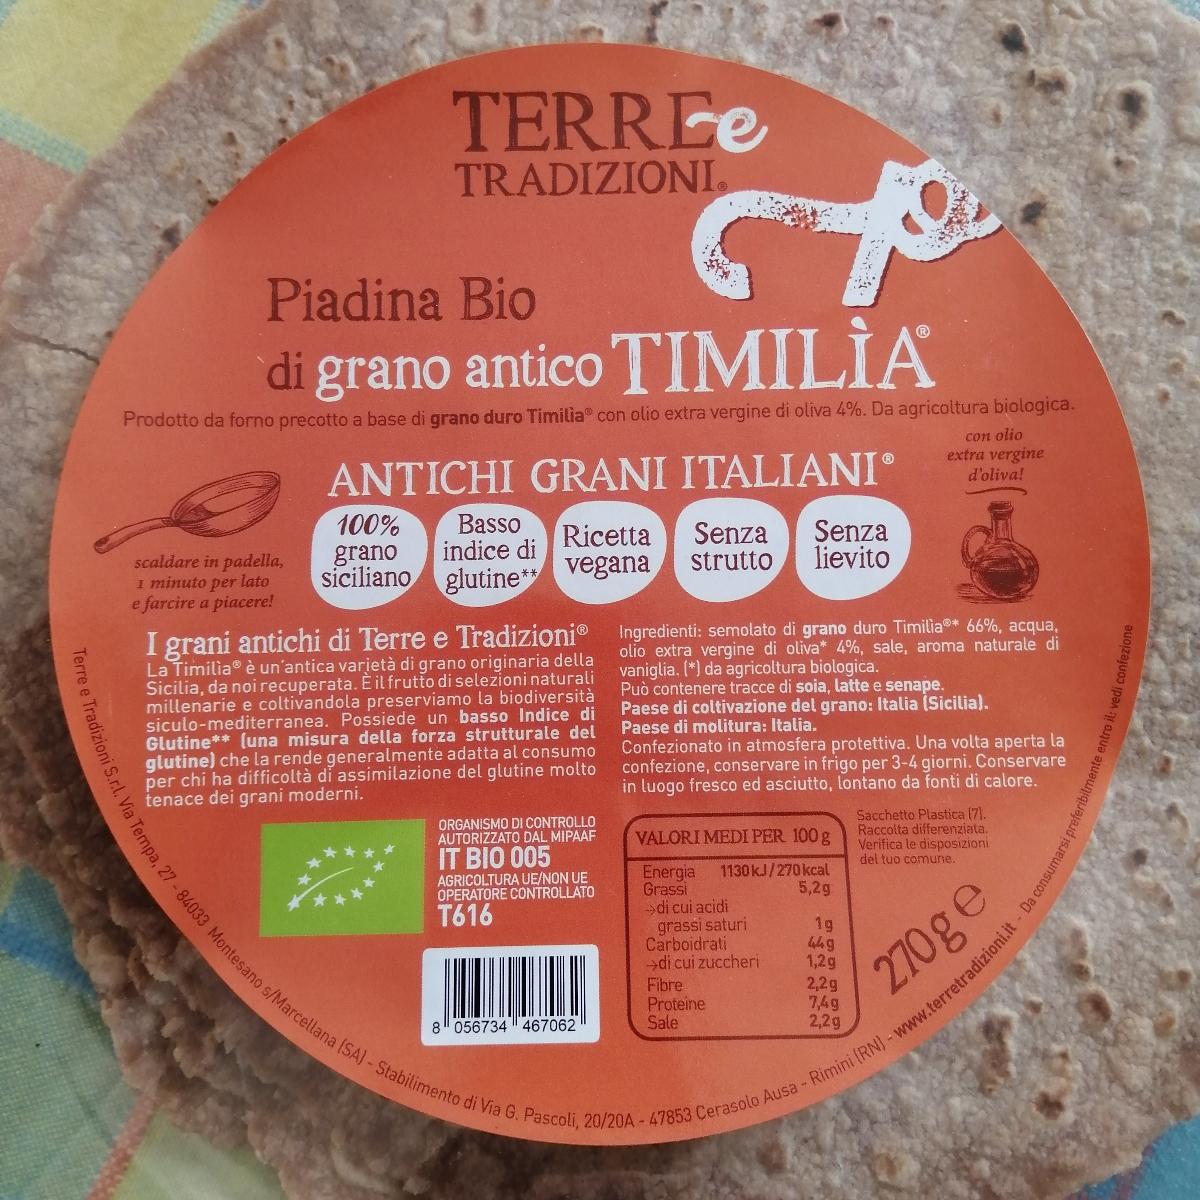 TERRE e
TRADIZIONI®
Piadina Bio
di grano antico TIMILÌA®
Prodotto da forno precotto a base di grano duro Timilìa® con olio extra vergine di oliva 4%. Da agricoltura biologica.
con olio
extra vergine
d'oliva!
ANTICHI GRANI ITALIANI®
100%
grano
siciliano
Basso
indice di
glutine**
Ricetta
vegana
Senza
strutto
Senza
lievito
scaldare in padella,
1 minuto per lato
e farcire a piacere!
I grani antichi di Terre e Tradizioni®
La Timilìa® è un'antica varietà di grano originaria della
Sicilia, da noi recuperata. È il frutto di selezioni naturali
millenarie e coltivandola preserviamo la biodiversità
siculo-mediterranea. Possiede un basso Indice di
Glutine** (una misura della forza strutturale del
glutine) che la rende generalmente adatta al consumo
per chi ha difficoltà di assimilazione del glutine molto
tenace dei grani moderni.
Ingredienti: semolato di grano duro Timilìa®* 66%, acqua,
olio extra vergine di oliva* 4%, sale, aroma naturale di
vaniglia. (*) da agricoltura biologica.
Può contenere tracce di soia, latte e senape.
Paese di coltivazione del grano: Italia (Sicilia).
Paese di molitura: Italia.
Confezionato in atmosfera protettiva. Una volta aperta la
confezione, conservare in frigo per 3-4 giorni. Conservare
in luogo fresco ed asciutto, lontano da fonti di calore.
ORGANISMO DI CONTROLLO
AUTORIZZATO DAL MIPAAF
IT BIO 005
AGRICOLTURA UE/NON UE
OPERATORE CONTROLLATO
T616
8 056734 467062
VALORI MEDI PER 100 g
Energia 1130 kJ / 270 kcal
Grassi 5,2g
→di cui acidi
grassi saturi 1g
Carboidrati 44g
→di cui zuccheri 1,2g
Fibre 2,2g
Proteine 7,4g
Sale 2,2g
Sacchetto Plastica (7).
Raccolta differenziata.
Verifica le disposizioni
del tuo comune.
270g e
Terre e Tradizioni S.r.l. Via Tempa, 27 - 84033 Montesano s/Marcellana (SA) - Stabilimento di Via G. Pascoli, 20/20A - 47853 Cerasolo Ausa - Rimini (RN) - www.terretradizioni.it - Da consumarsi preferibilmente entro il: vedi confezione